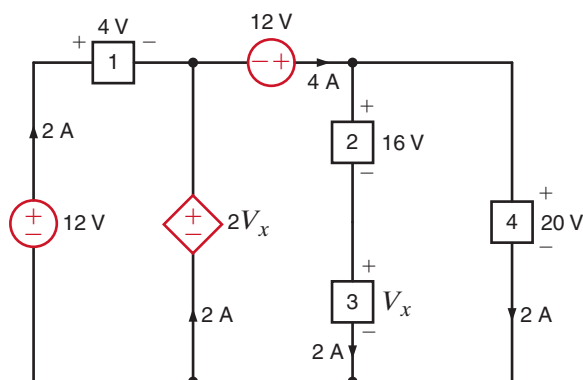 4 V
12 V
+ 1 −
− +
4 A
2 A
+
2 16 V
−
+
− 12 V
+
− 2Vx
+
4 20 V
−
+
3 Vx
−
2 A
2 A
2 A